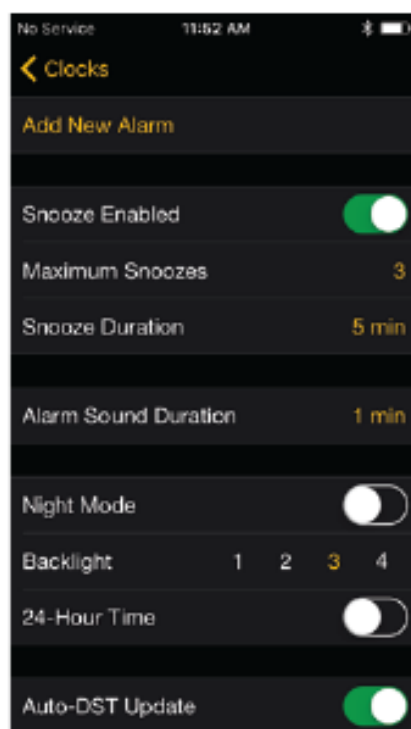 No Service 11:52 AM
Clocks
Add New Alarm
Snooze Enabled
Maximum Snoozes 3
Snooze Duration 5 min
Alarm Sound Duration 1 min
Night Mode
Backlight 1 2 3 4
24-Hour Time
Auto-DST Update